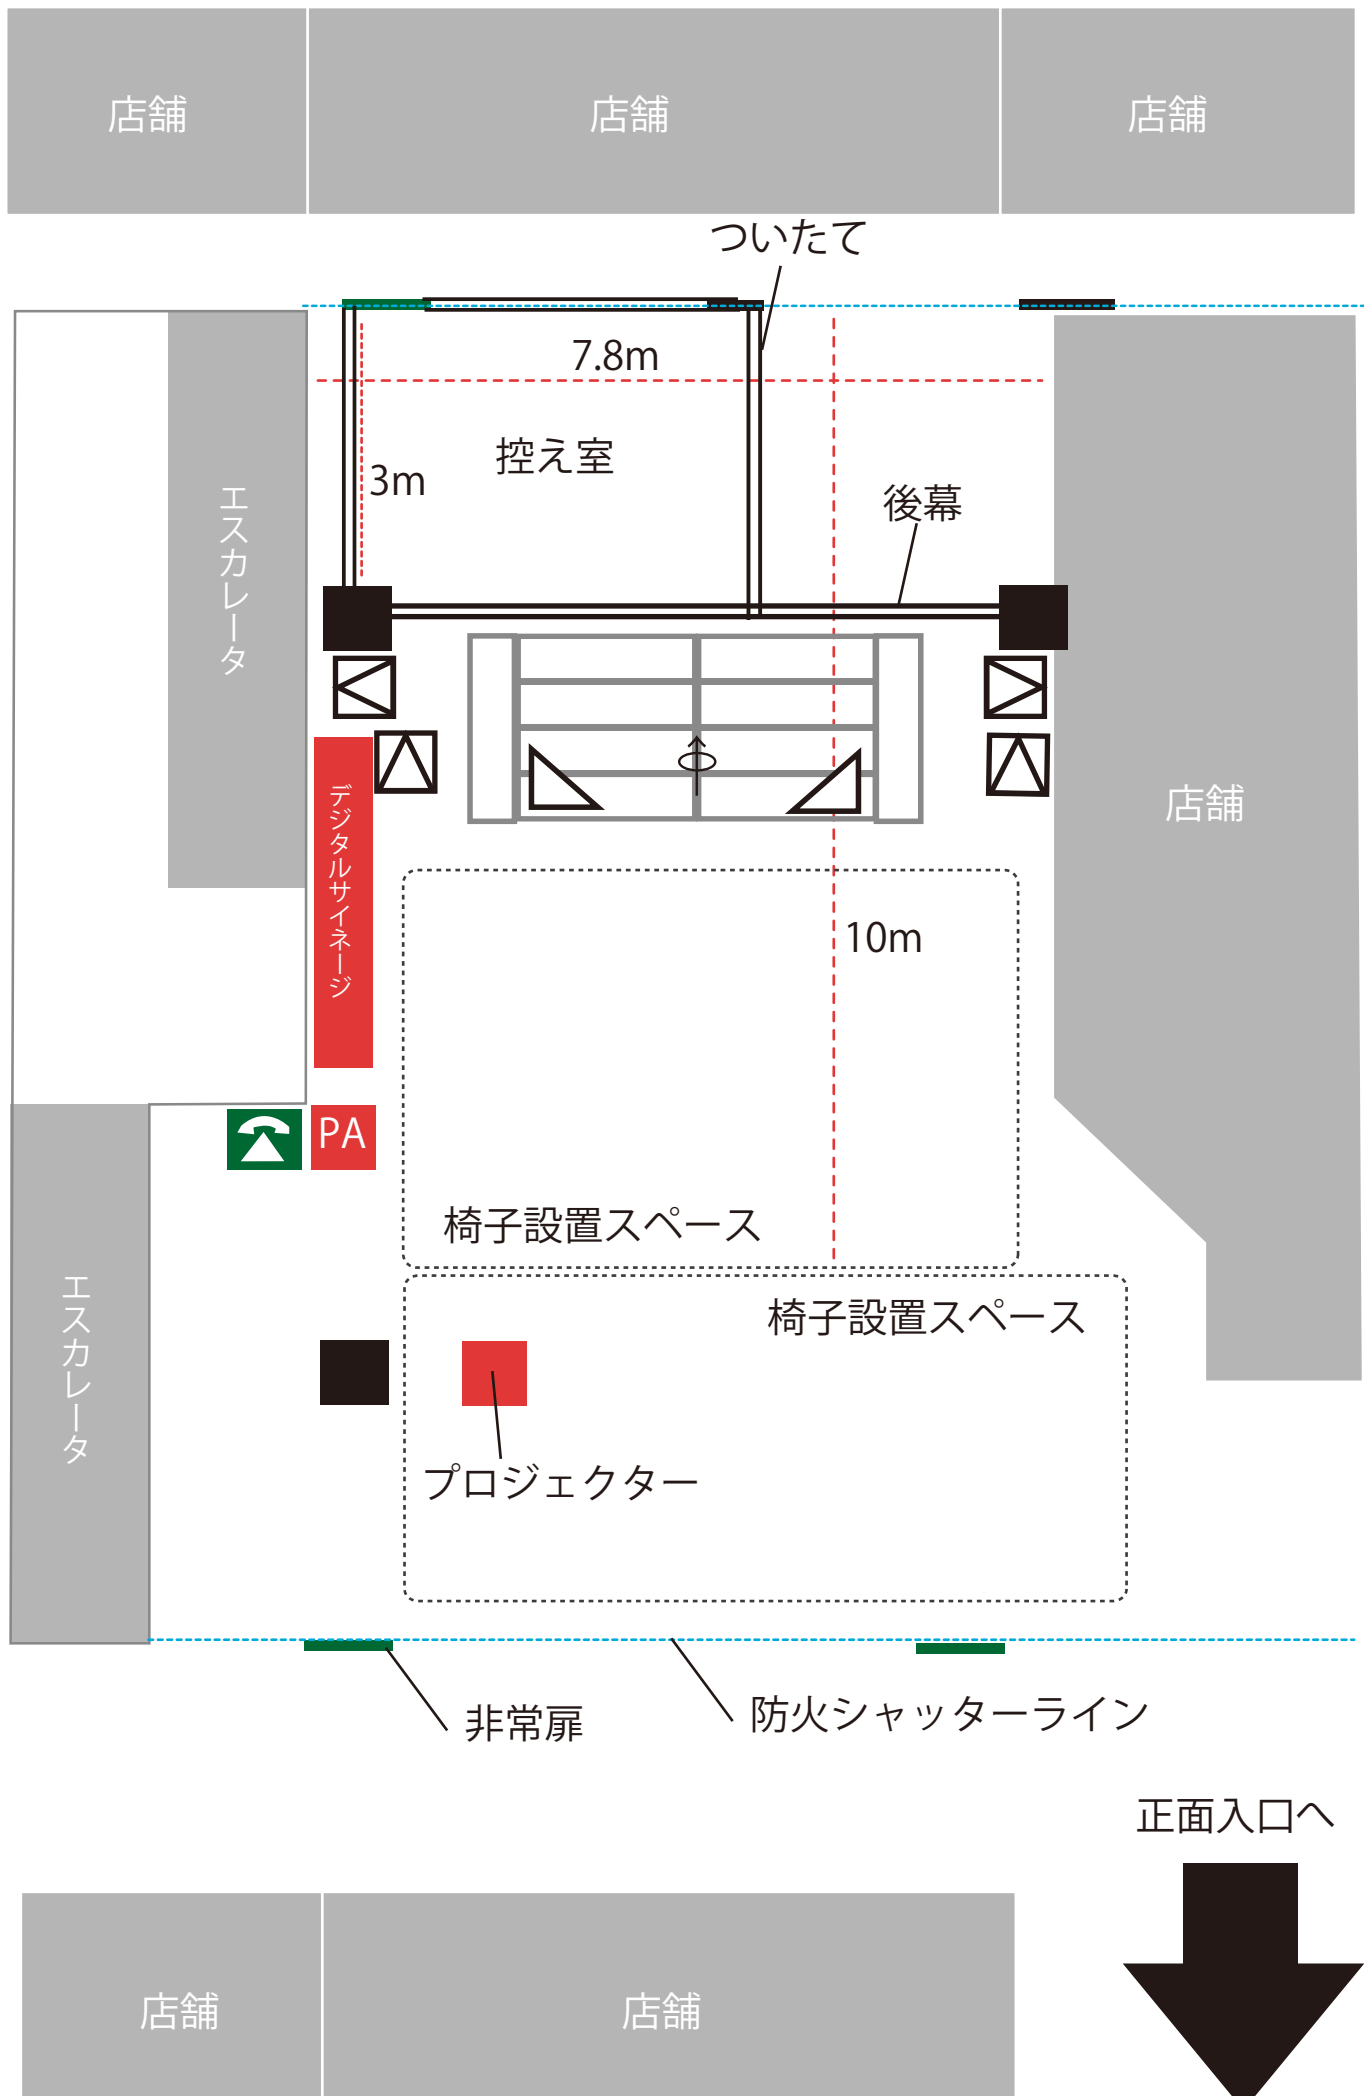 店舗
店舗
店舗
ついたて
7.8m
控え室
3m
後幕
エスカレータ
デジタルサイネージ
店舗
10m
PA
椅子設置スペース
椅子設置スペース
エスカレータ
プロジェクター
非常扉
防火シャッターライン
正面入口へ
店舗
店舗